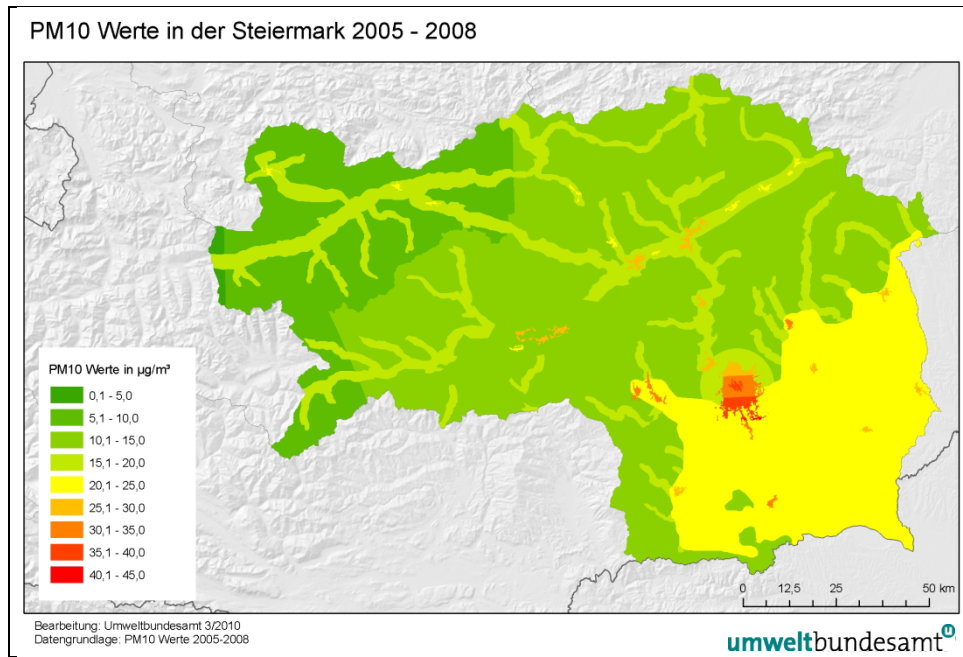 PM10 Werte in der Steiermark 2005 - 2008
PM10 Werte in µg/m³
0,1 - 5,0
5,1 - 10,0
10,1 - 15,0
15,1 - 20,0
20,1 - 25,0
25,1 - 30,0
30,1 - 35,0
35,1 - 40,0
40,1 - 45,0
0 12,5 25 50 km
Bearbeitung: Umweltbundesamt 3/2010
Datengrundlage: PM10 Werte 2005-2008
umweltbundesamt u